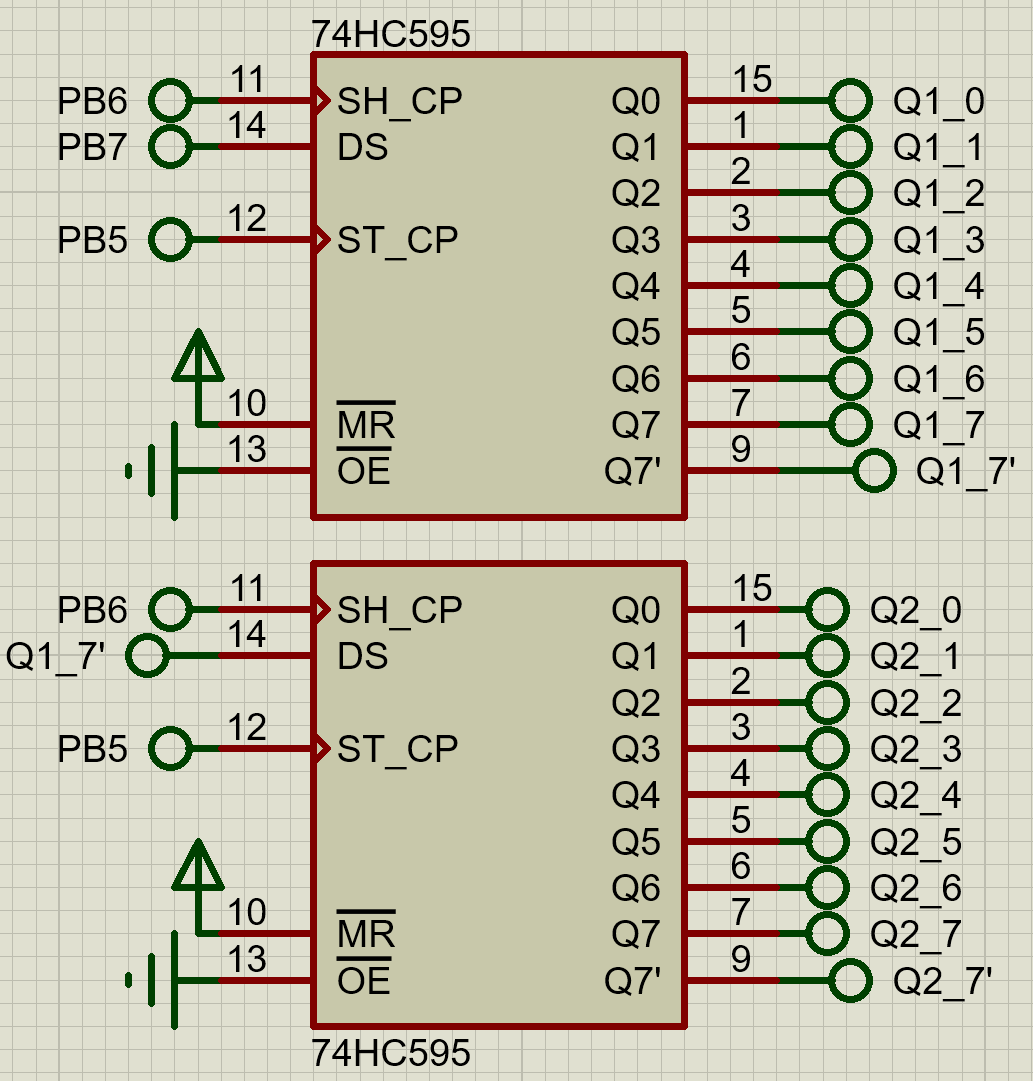 74HC595
PB6 11 SH_CP Q0 15 Q1_0
PB7 14 DS Q1 1 Q1_1
Q2 2 Q1_2
PB5 12 ST_CP Q3 3 Q1_3
Q4 4 Q1_4
Q5 5 Q1_5
Q6 6 Q1_6
10 MR Q7 7 Q1_7
13 OE Q7' 9 Q1_7'
PB6 11 SH_CP Q0 15 Q2_0
Q1_7' 14 DS Q1 1 Q2_1
Q2 2 Q2_2
PB5 12 ST_CP Q3 3 Q2_3
Q4 4 Q2_4
Q5 5 Q2_5
Q6 6 Q2_6
10 MR Q7 7 Q2_7
13 OE Q7' 9 Q2_7'
74HC595